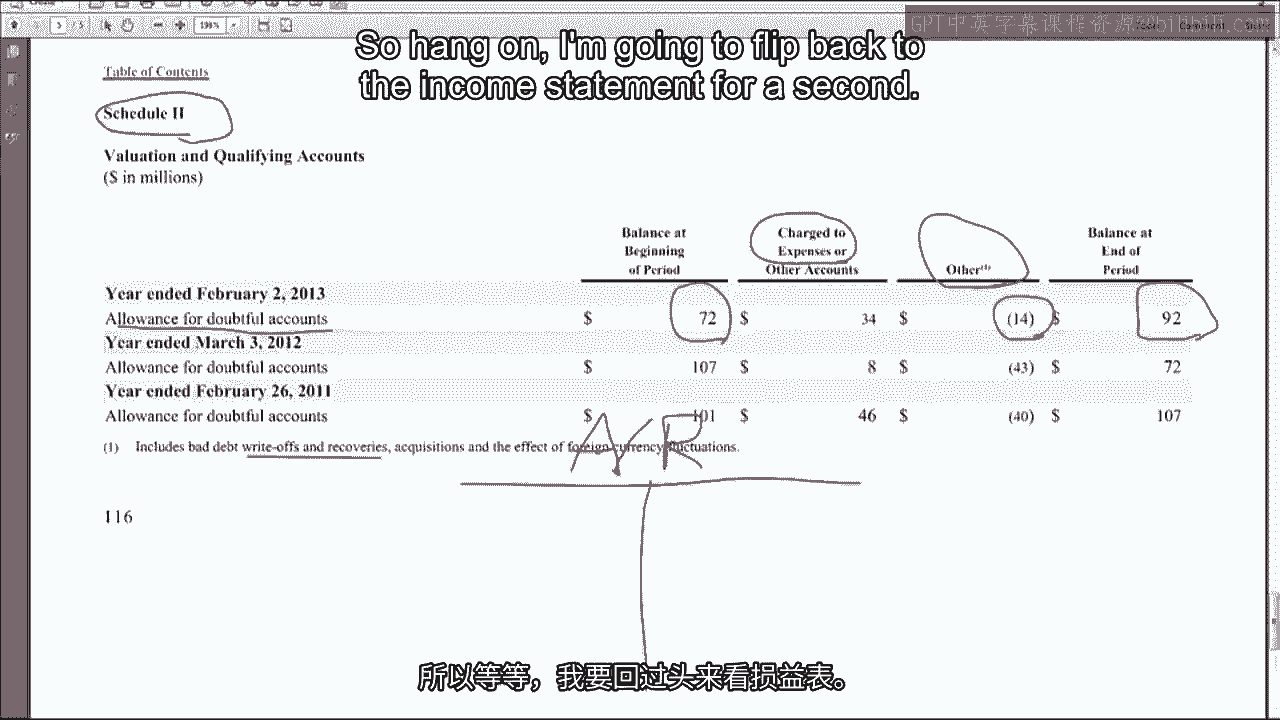 3 / 5
198%
So hang on, I'm going to flip back to
the income statement for a second.
Table of Contents
Schedule II
Valuation and Qualifying Accounts
($ in millions)
Balance at Beginning of Period Charged to Expenses or Other Accounts Other(1) Balance at End of Period
Year ended February 2, 2013
Allowance for doubtful accounts $ 72 $ 34 $ (14) $ 92
Year ended March 3, 2012
Allowance for doubtful accounts $ 107 $ 8 $ (43) $ 72
Year ended February 26, 2011
Allowance for doubtful accounts $ 101 $ 46 $ (40) $ 107
(1) Includes bad debt write-offs and recoveries, acquisitions and the effect of foreign currency fluctuations.
A/R
116
所以等等，我要回过头来看损益表。